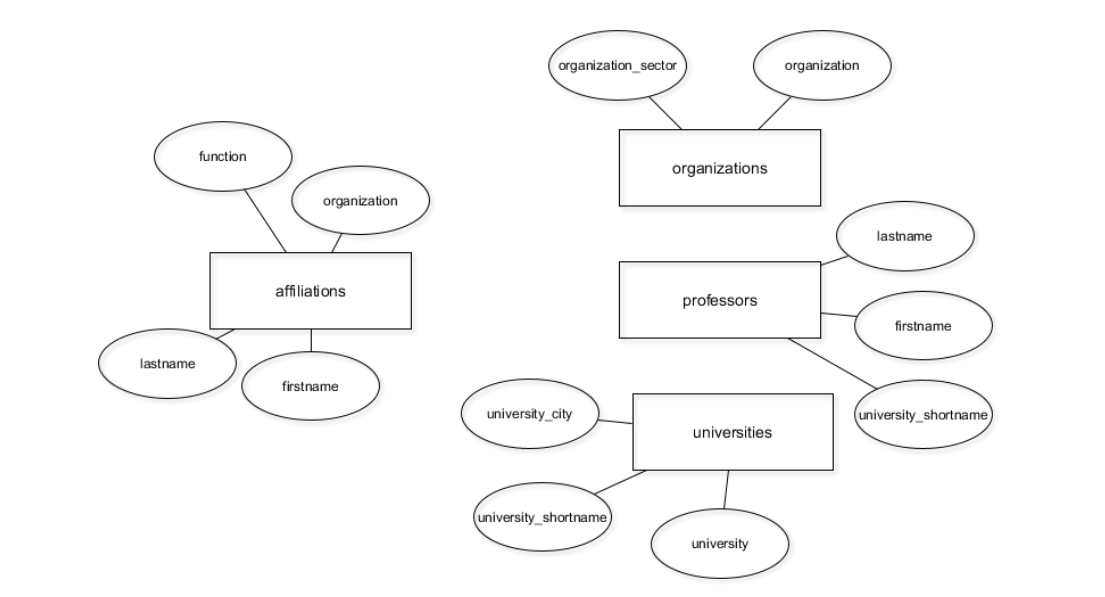 organization_sector
organization
organizations
function
organization
affiliations
lastname
firstname
lastname
professors
firstname
university_shortname
university_city
universities
university_shortname
university